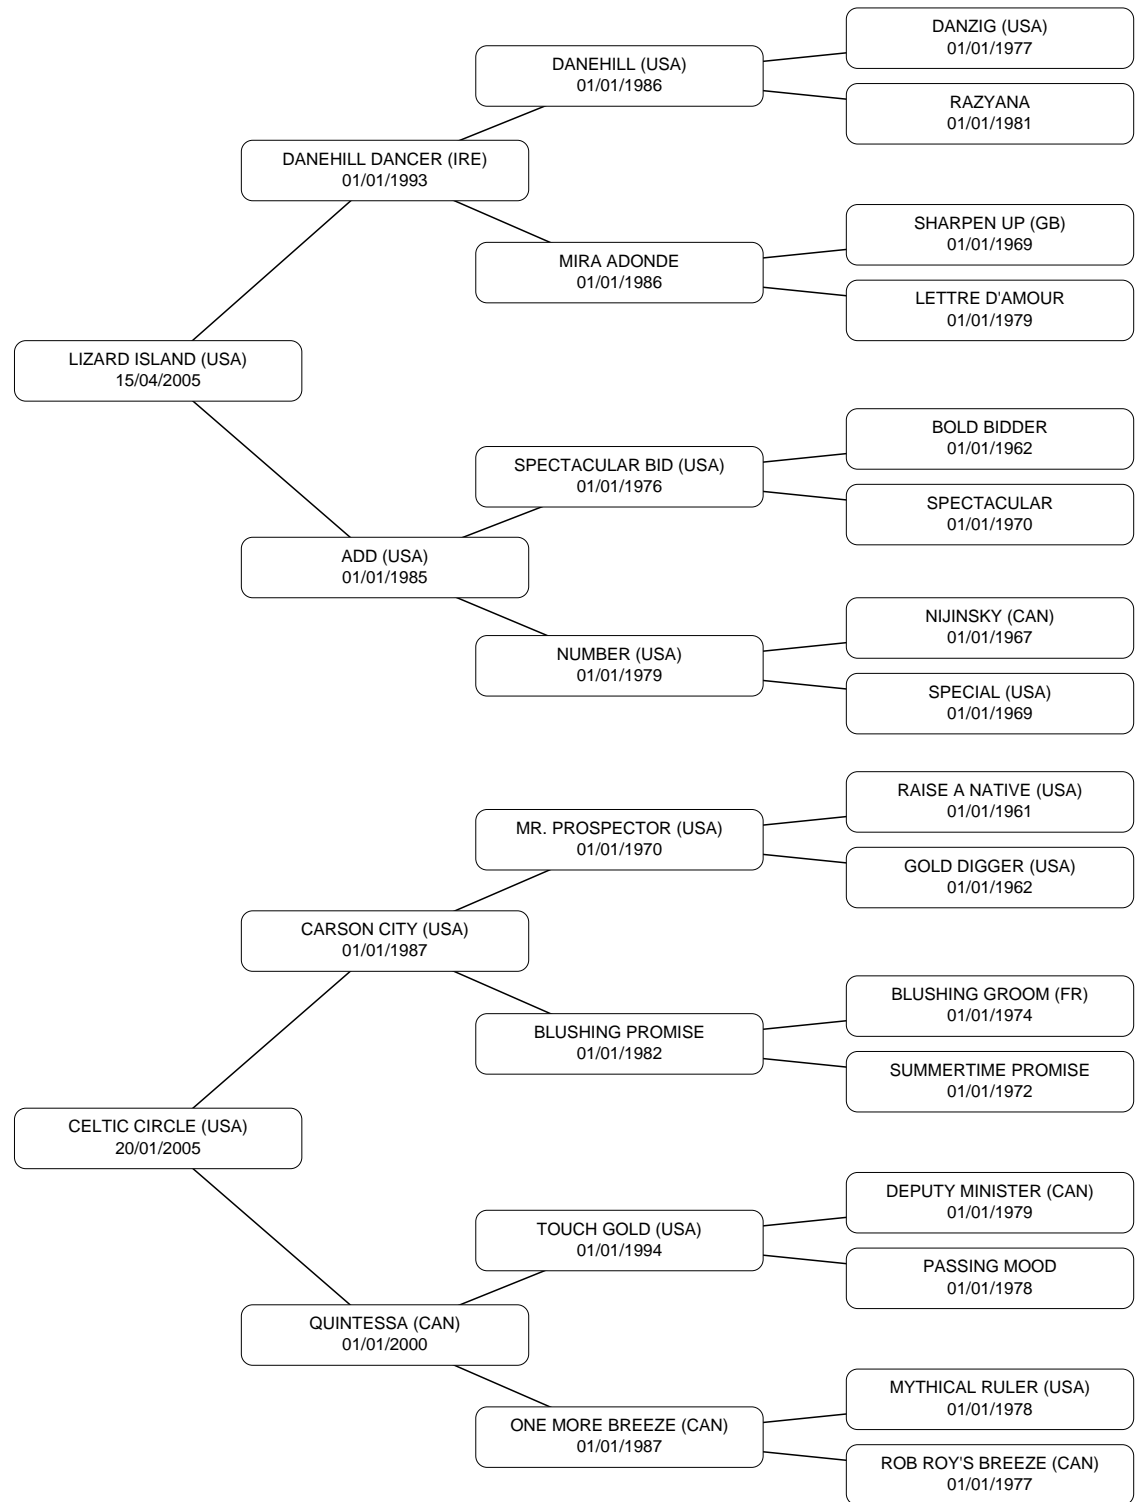 DANZIG (USA)
01/01/1977
DANEHILL (USA)
01/01/1986
RAZYANA
01/01/1981
DANEHILL DANCER (IRE)
01/01/1993
SHARPEN UP (GB)
01/01/1969
MIRA ADONDE
01/01/1986
LETTRE D'AMOUR
01/01/1979
LIZARD ISLAND (USA)
15/04/2005
BOLD BIDDER
01/01/1962
SPECTACULAR BID (USA)
01/01/1976
SPECTACULAR
01/01/1970
ADD (USA)
01/01/1985
NIJINSKY (CAN)
01/01/1967
NUMBER (USA)
01/01/1979
SPECIAL (USA)
01/01/1969
RAISE A NATIVE (USA)
01/01/1961
MR. PROSPECTOR (USA)
01/01/1970
GOLD DIGGER (USA)
01/01/1962
CARSON CITY (USA)
01/01/1987
BLUSHING GROOM (FR)
01/01/1974
BLUSHING PROMISE
01/01/1982
SUMMERTIME PROMISE
01/01/1972
CELTIC CIRCLE (USA)
20/01/2005
DEPUTY MINISTER (CAN)
01/01/1979
TOUCH GOLD (USA)
01/01/1994
PASSING MOOD
01/01/1978
QUINTESSA (CAN)
01/01/2000
MYTHICAL RULER (USA)
01/01/1978
ONE MORE BREEZE (CAN)
01/01/1987
ROB ROY'S BREEZE (CAN)
01/01/1977